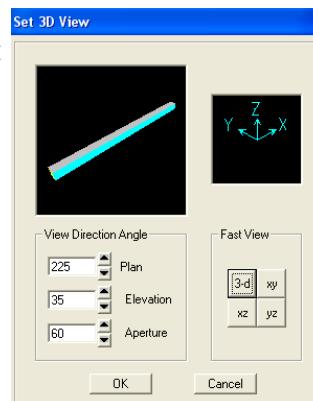 Set 3D View
Z
Y X
View Direction Angle
225 Plan
35 Elevation
60 Aperture
Fast View
3-d xy
xz yz
OK Cancel